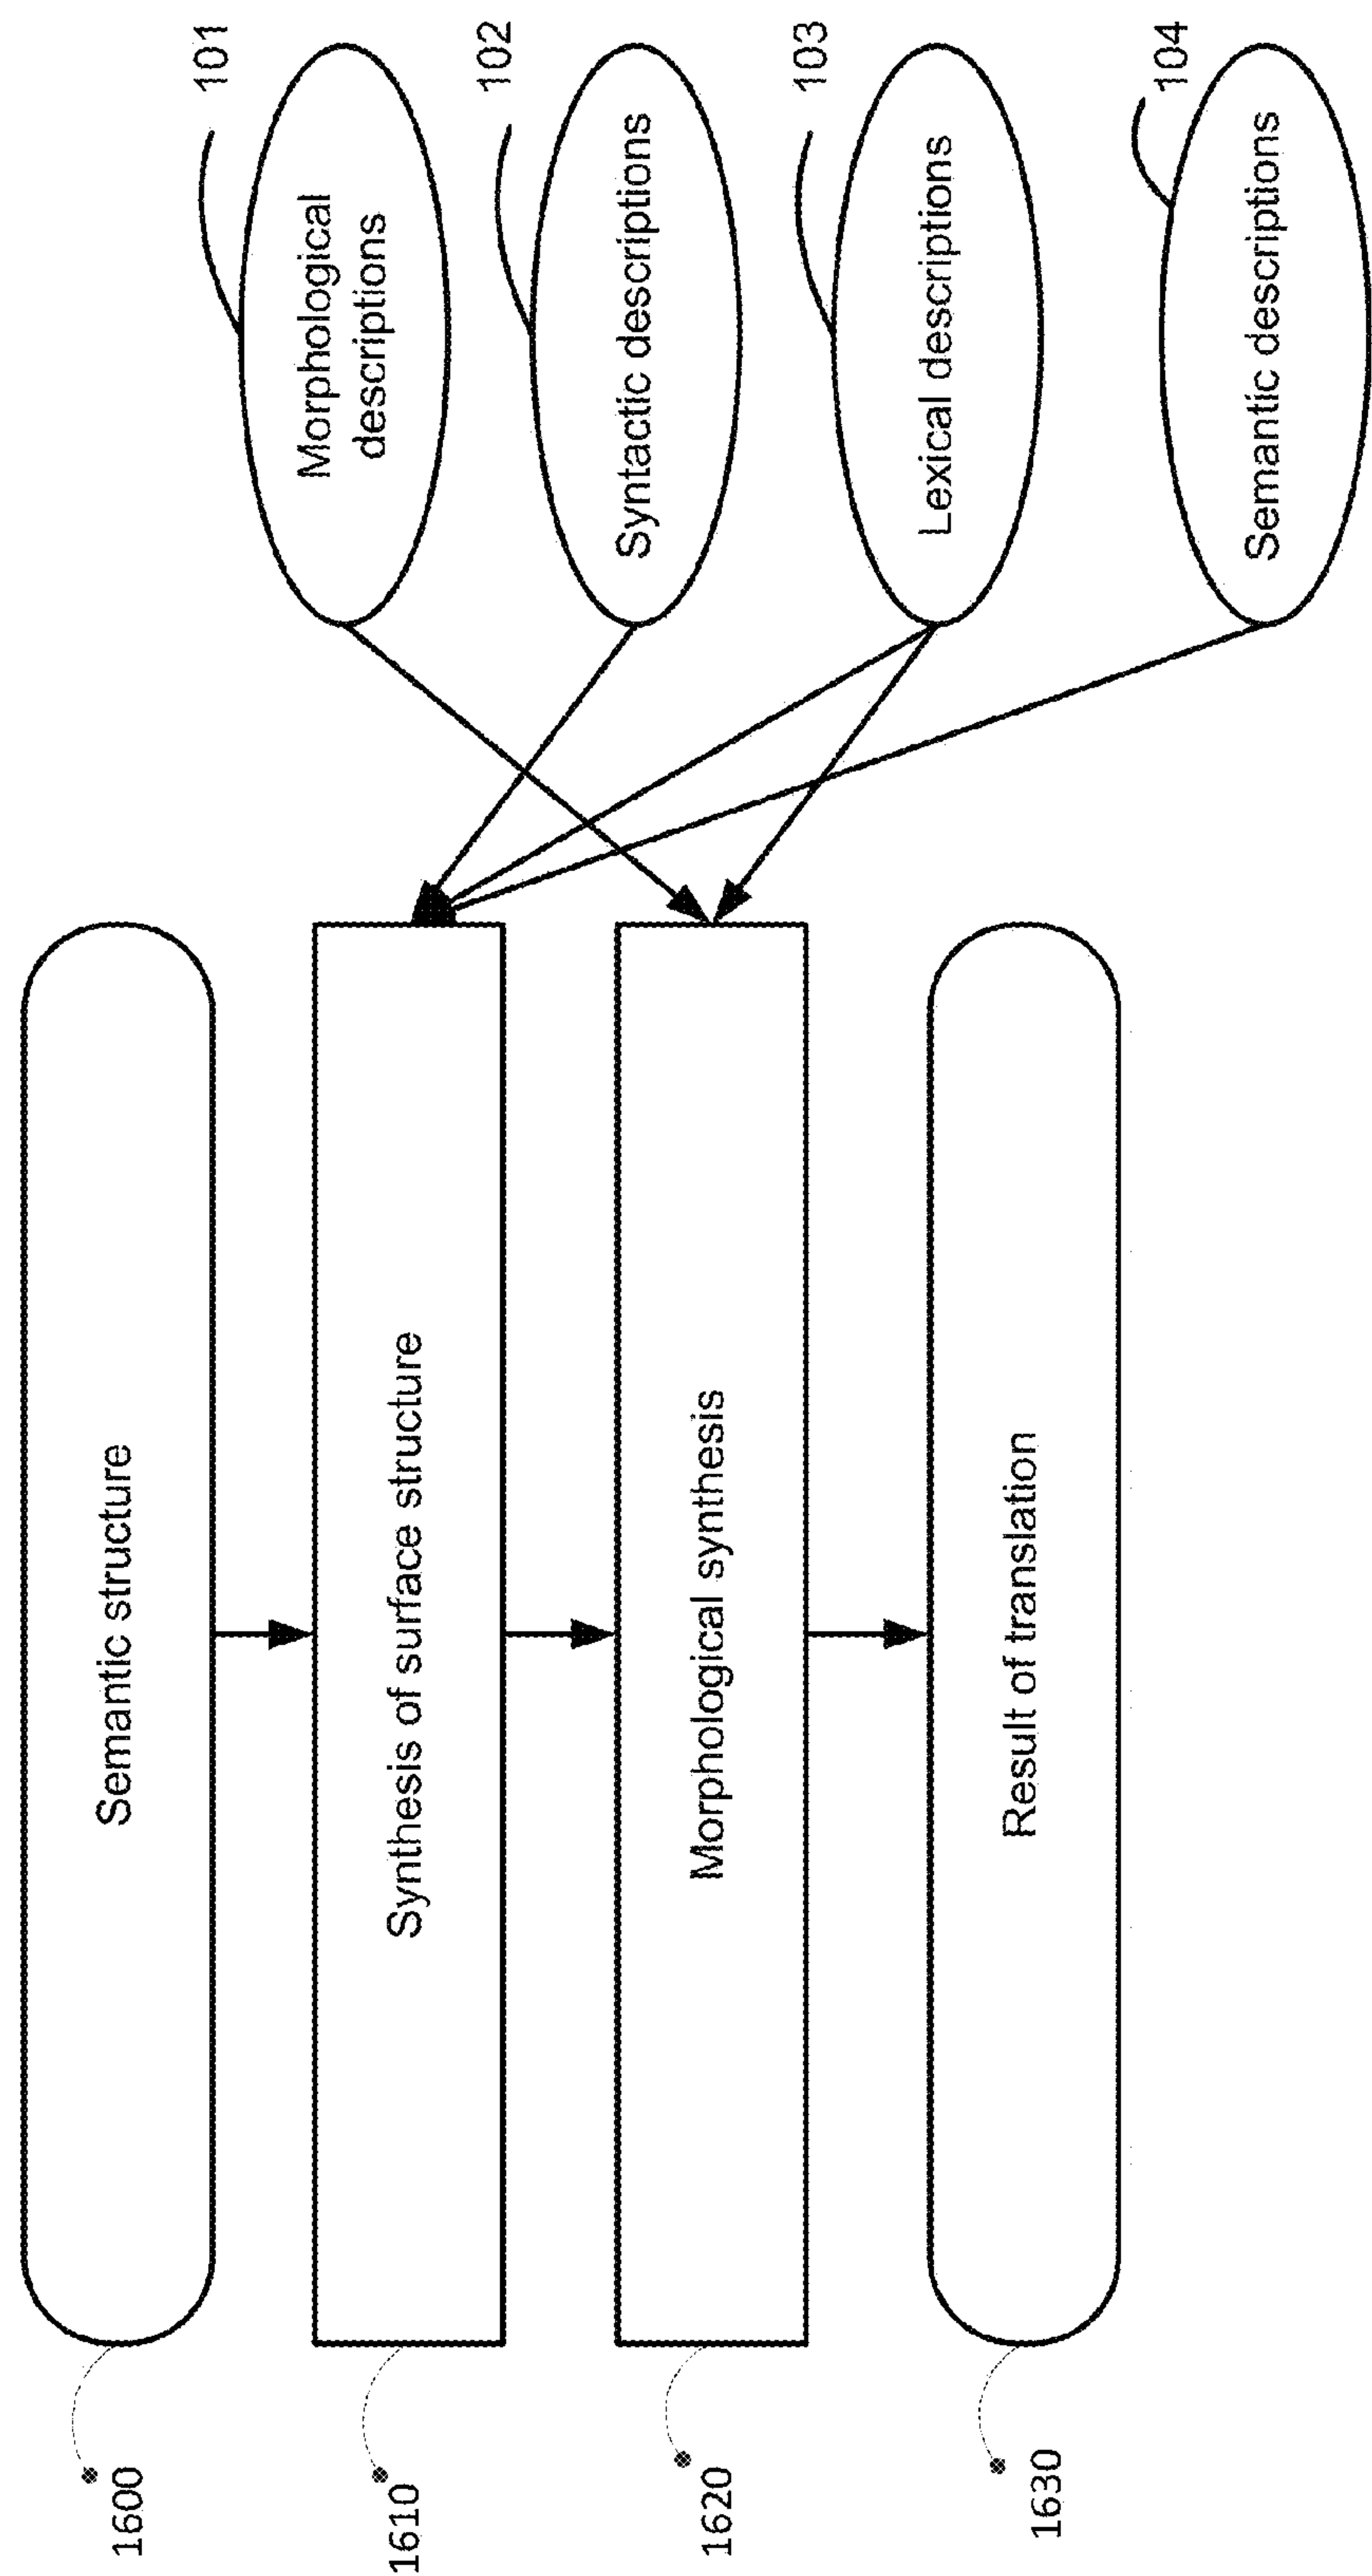 1600
Semantic structure
1610
Synthesis of surface structure
1620
Morphological synthesis
1630
Result of translation
101
Morphological
descriptions
102
Syntactic descriptions
103
Lexical descriptions
104
Semantic descriptions